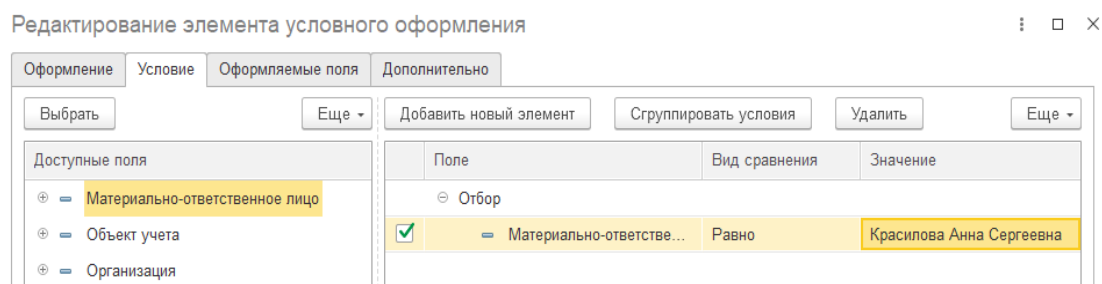 Редактирование элемента условного оформления
Оформление Условие Оформляемые поля Дополнительно
Выбрать Еще Добавить новый элемент Сгруппировать условия Удалить Еще
Доступные поля Поле Вид сравнения Значение
Материально-ответственное лицо Отбор
Объект учета Материально-ответстве... Равно Красилова Анна Сергеевна
Организация